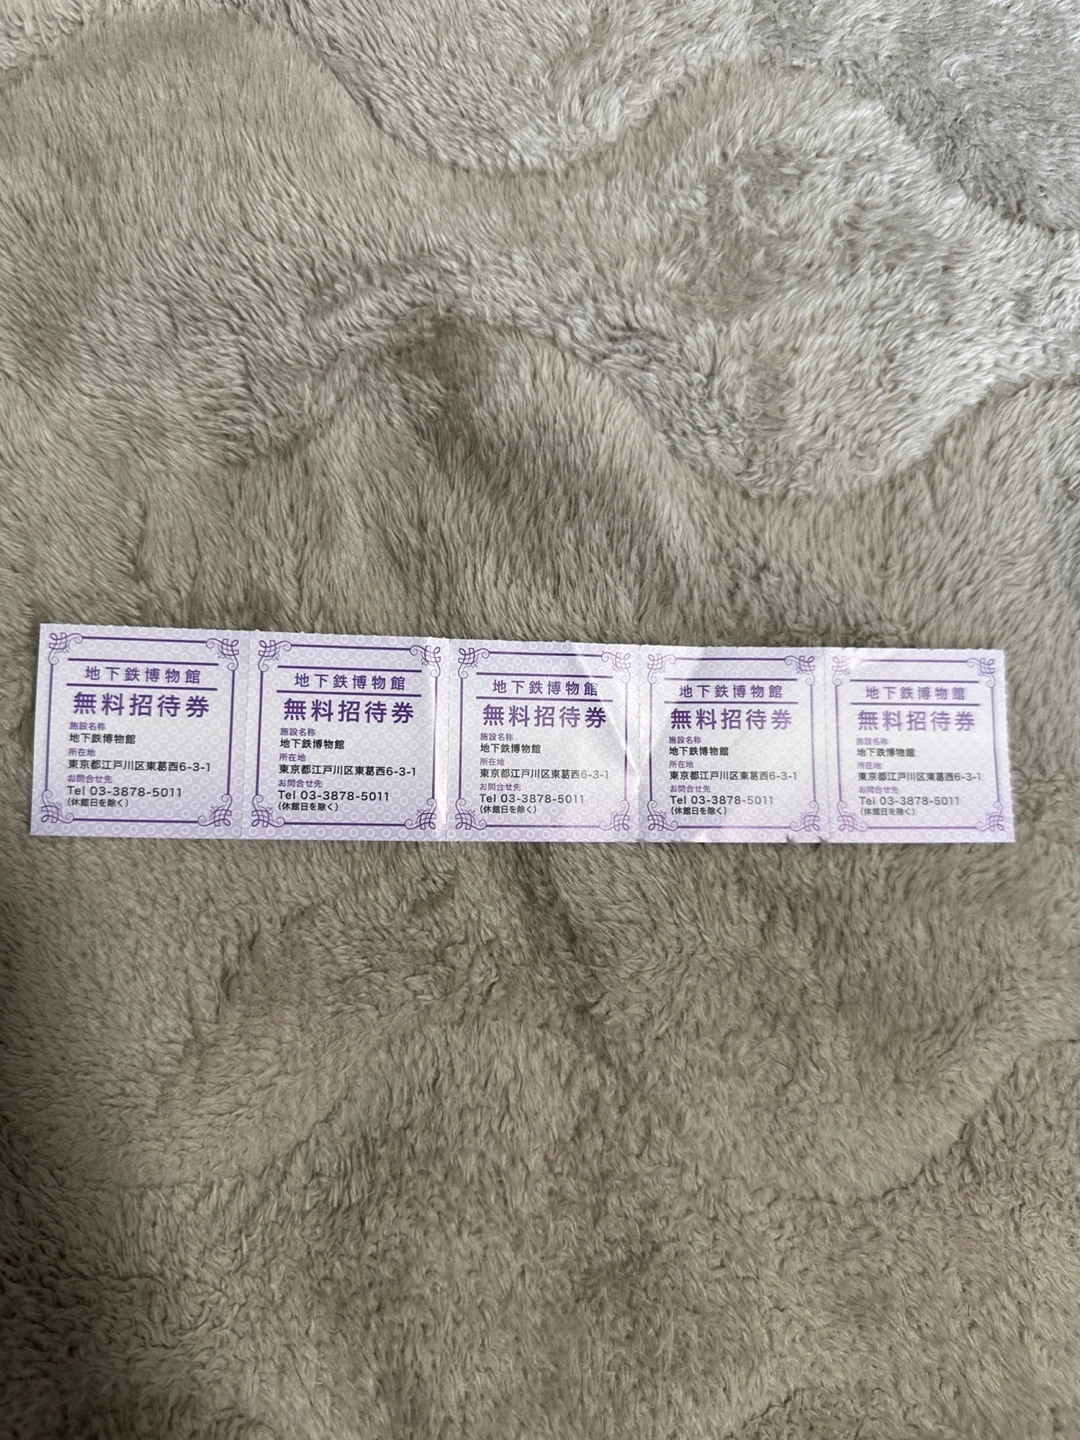 地下鉄博物館
無料招待券
施設名称
地下鉄博物館
所在地
東京都江戸川区東葛西6-3-1
お問合せ先
Tel 03-3878-5011
(休館日を除く)
地下鉄博物館
無料招待券
施設名称
地下鉄博物館
所在地
東京都江戸川区東葛西6-3-1
お問合せ先
Tel 03-3878-5011
(休館日を除く)
地下鉄博物館
無料招待券
施設名称
地下鉄博物館
所在地
東京都江戸川区東葛西6-3-1
お問合せ先
Tel 03-3878-5011
(休館日を除く)
地下鉄博物館
無料招待券
施設名称
地下鉄博物館
所在地
東京都江戸川区東葛西6-3-1
お問合せ先
Tel 03-3878-5011
(休館日を除く)
地下鉄博物館
無料招待券
施設名称
地下鉄博物館
所在地
東京都江戸川区東葛西6-3-1
お問合せ先
Tel 03-3878-5011
(休館日を除く)